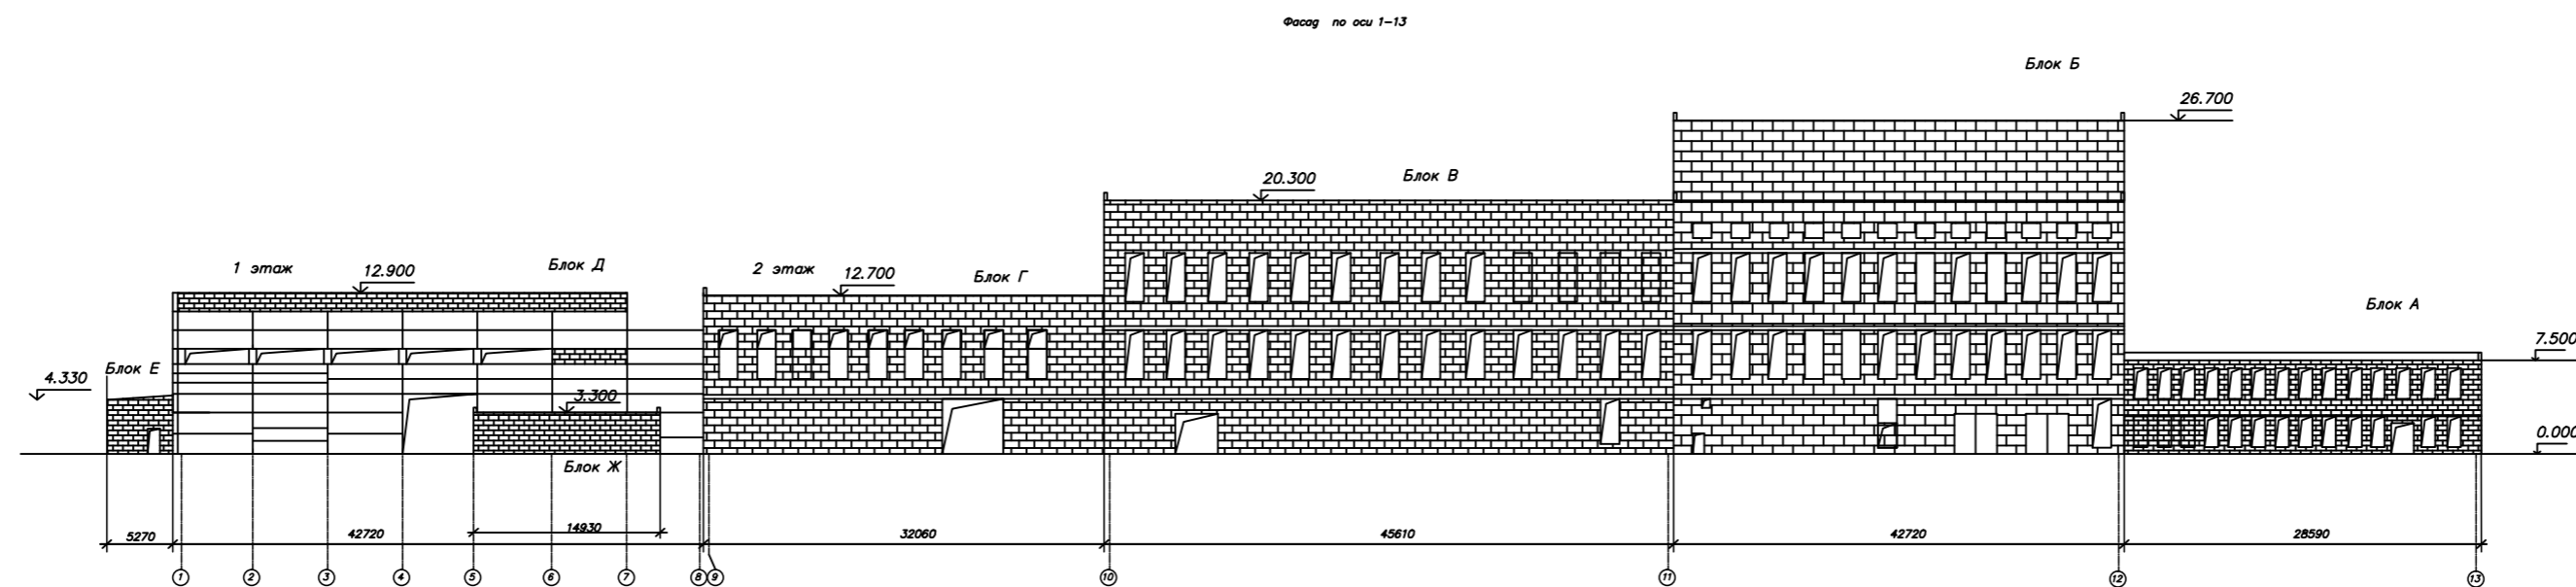 Фасад по оси 1-13
Блок Б
26.700
Блок В
20.300
1 этаж
12.900
Блок Д
2 этаж
12.700
Блок Г
Блок А
7.500
Блок Е
4.330
3.300
0.000
Блок Ж
5270
42720
14930
32060
45610
42720
28590
1 2 3 4 5 6 7 8 9 10 11 12 13